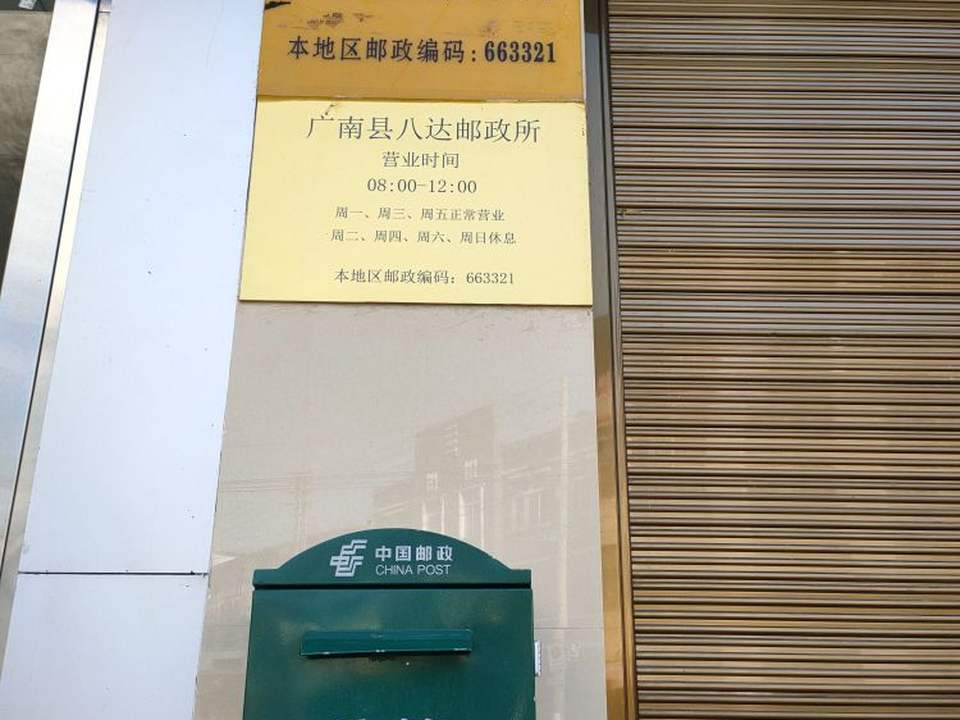 本地区邮政编码：663321
广南县八达邮政所
营业时间
08:00-12:00
周一、周三、周五正常营业
周二、周四、周六、周日休息
本地区邮政编码：663321
中国邮政
CHINA POST